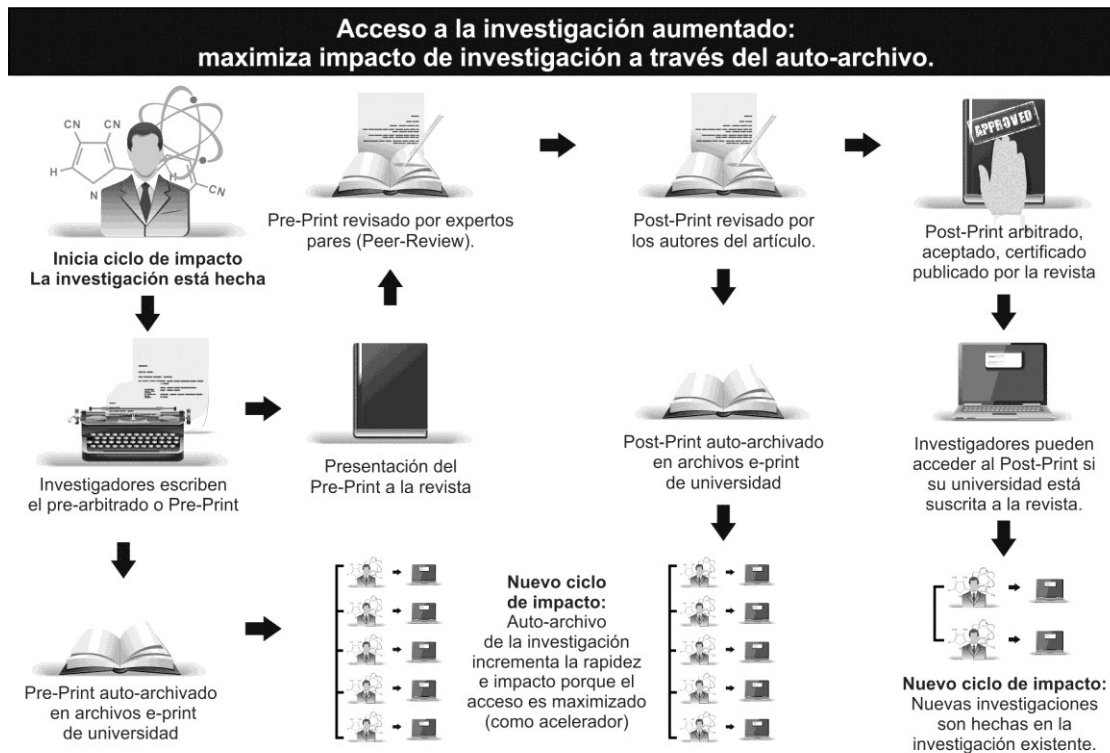 Acceso a la investigación aumentado:
maximiza impacto de investigación a través del auto-archivo.
CN
CN
H
N
H
CN
Inicia ciclo de impacto
La investigación está hecha
Investigadores escriben
el pre-arbitrado o Pre-Print
Pre-Print auto-archivado
en archivos e-print
de universidad
Presentación del
Pre-Print a la revista
Pre-Print revisado por expertos
pares (Peer-Review).
Post-Print revisado por
los autores del artículo.
APPROVED
Post-Print arbitrado,
aceptado, certificado
publicado por la revista
Post-Print auto-archivado
en archivos e-print
de universidad
Investigadores pueden
acceder al Post-Print si
su universidad está
suscrita a la revista.
Nuevo ciclo
de impacto:
Auto-archivo
de la investigación
incrementa la rapidez
e impacto porque el
acceso es maximizado
(como acelerador)
Nuevo ciclo de impacto:
Nuevas investigaciones
son hechas en la
investigación existente.